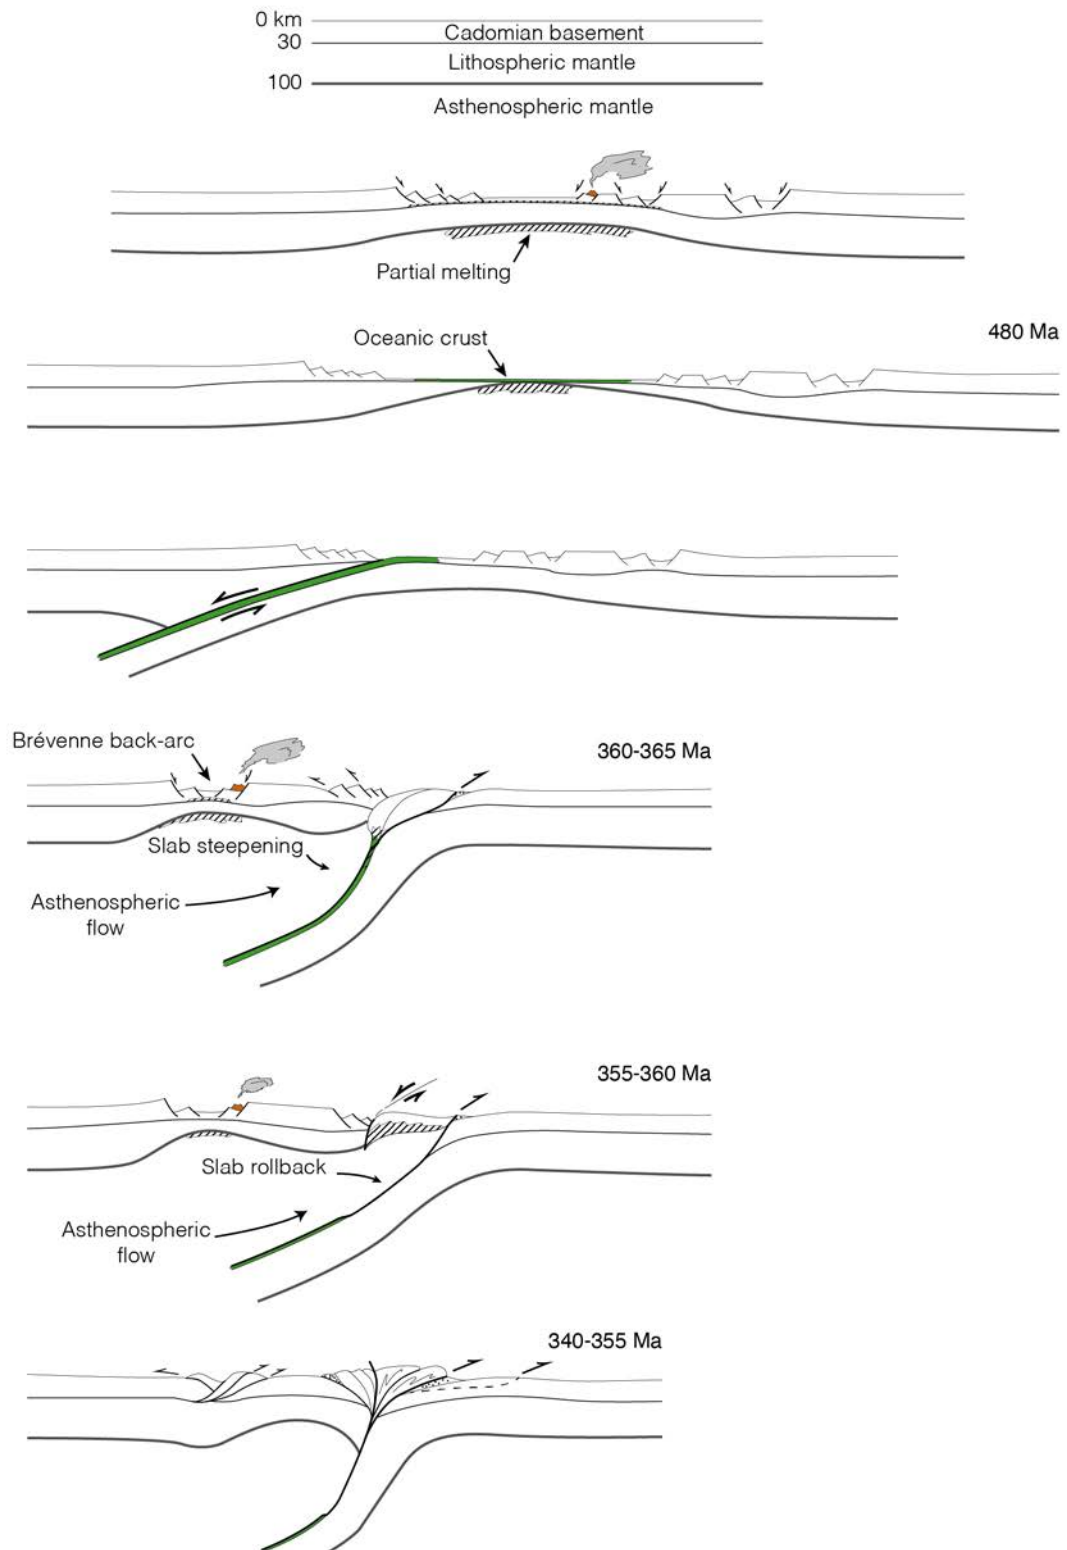 0 km
Cadomian basement
30
Lithospheric mantle
100
Asthenospheric mantle
Partial melting
480 Ma
Oceanic crust
Brévenne back-arc
360-365 Ma
Slab steepening
Asthenospheric
flow
355-360 Ma
Slab rollback
Asthenospheric
flow
340-355 Ma